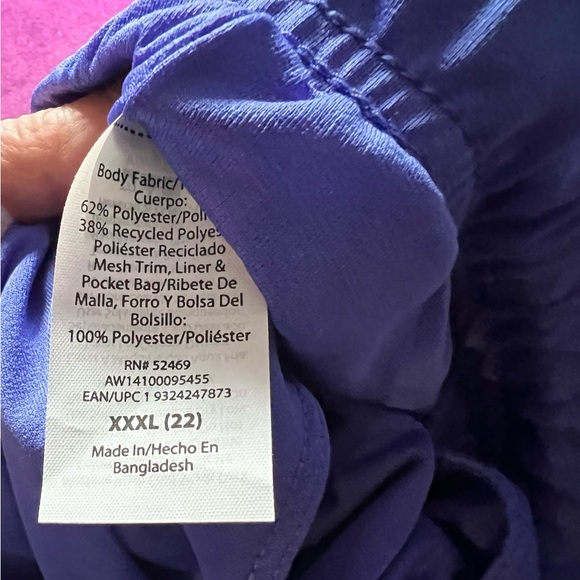 Body Fabric/
Cuerpo:
62% Polyester/
38% Recycled
Poliéster Reciclado
Mesh Trim, Liner &
Pocket Bag/Ribete De
Malla, Forro Y Bolsa Del
Bolsillo:
100% Polyester/Poliéster
RN# 52469
AW14100095455
EAN/UPC 1 9324247873
XXXL (22)
Made In/Hecho En
Bangladesh